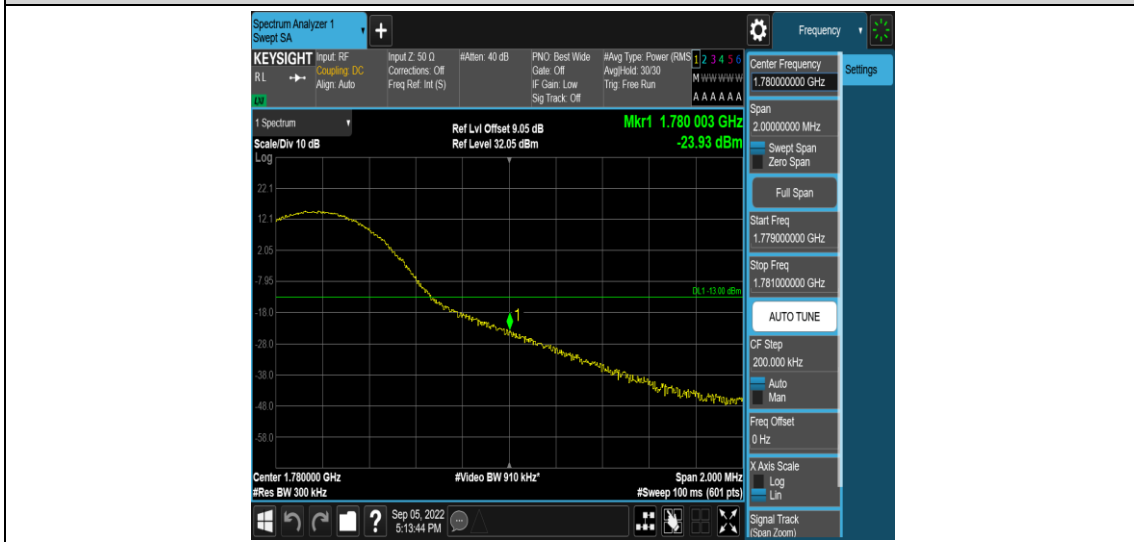 Spectrum Analyzer 1
Swept SA
+
Frequency
KEYSIGHT
RL
Input: RF
Coupling: DC
Align: Auto
Input Z: 50 Ω
Corrections: Off
Freq Ref: Int (S)
#Atten: 40 dB
PNO: Best Wide
Gate: Off
IF Gain: Low
Sig Track: Off
#Avg Type: Power (RMS
Avg|Hold: 30/30
Trig: Free Run
1 2 3 4 5 6
M W W W W W
A A A A A A
1 Spectrum
Scale/Div 10 dB
Log
Ref Lvl Offset 9.05 dB
Ref Level 32.05 dBm
Mkr1 1.780 003 GHz
-23.93 dBm
22.1
12.1
2.05
-7.95
-18.0
-28.0
-38.0
-48.0
-58.0
DL1 -13.00 dBm
1
Center 1.780000 GHz
#Res BW 300 kHz
#Video BW 910 kHz*
Span 2.000 MHz
#Sweep 100 ms (601 pts)
Center Frequency
1.78000000 GHz
Settings
Span
2.00000000 MHz
Swept Span
Zero Span
Full Span
Start Freq
1.779000000 GHz
Stop Freq
1.781000000 GHz
AUTO TUNE
CF Step
200.000 kHz
Auto
Man
Freq Offset
0 Hz
X Axis Scale
Log
Lin
Signal Track
(Span Zoom)
?
Sep 05, 2022
5:13:44 PM